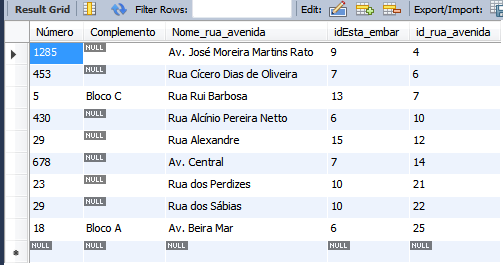 Result Grid Filter Rows: Edit: Export/Import:
Número Complemento Nome_rua_avenida idEsta_embar id_rua_avenida
1285 NULL Av. José Moreira Martins Rato 9 4
453 NULL Rua Cícero Dias de Oliveira 7 6
5 Bloco C Rua Rui Barbosa 13 7
430 NULL Rua Alcínio Pereira Netto 6 10
29 NULL Rua Alexandre 15 12
678 NULL Av. Central 7 14
23 NULL Rua dos Perdizes 10 21
29 NULL Rua dos Sábias 10 22
18 Bloco A Av. Beira Mar 6 25
NULL NULL NULL NULL NULL